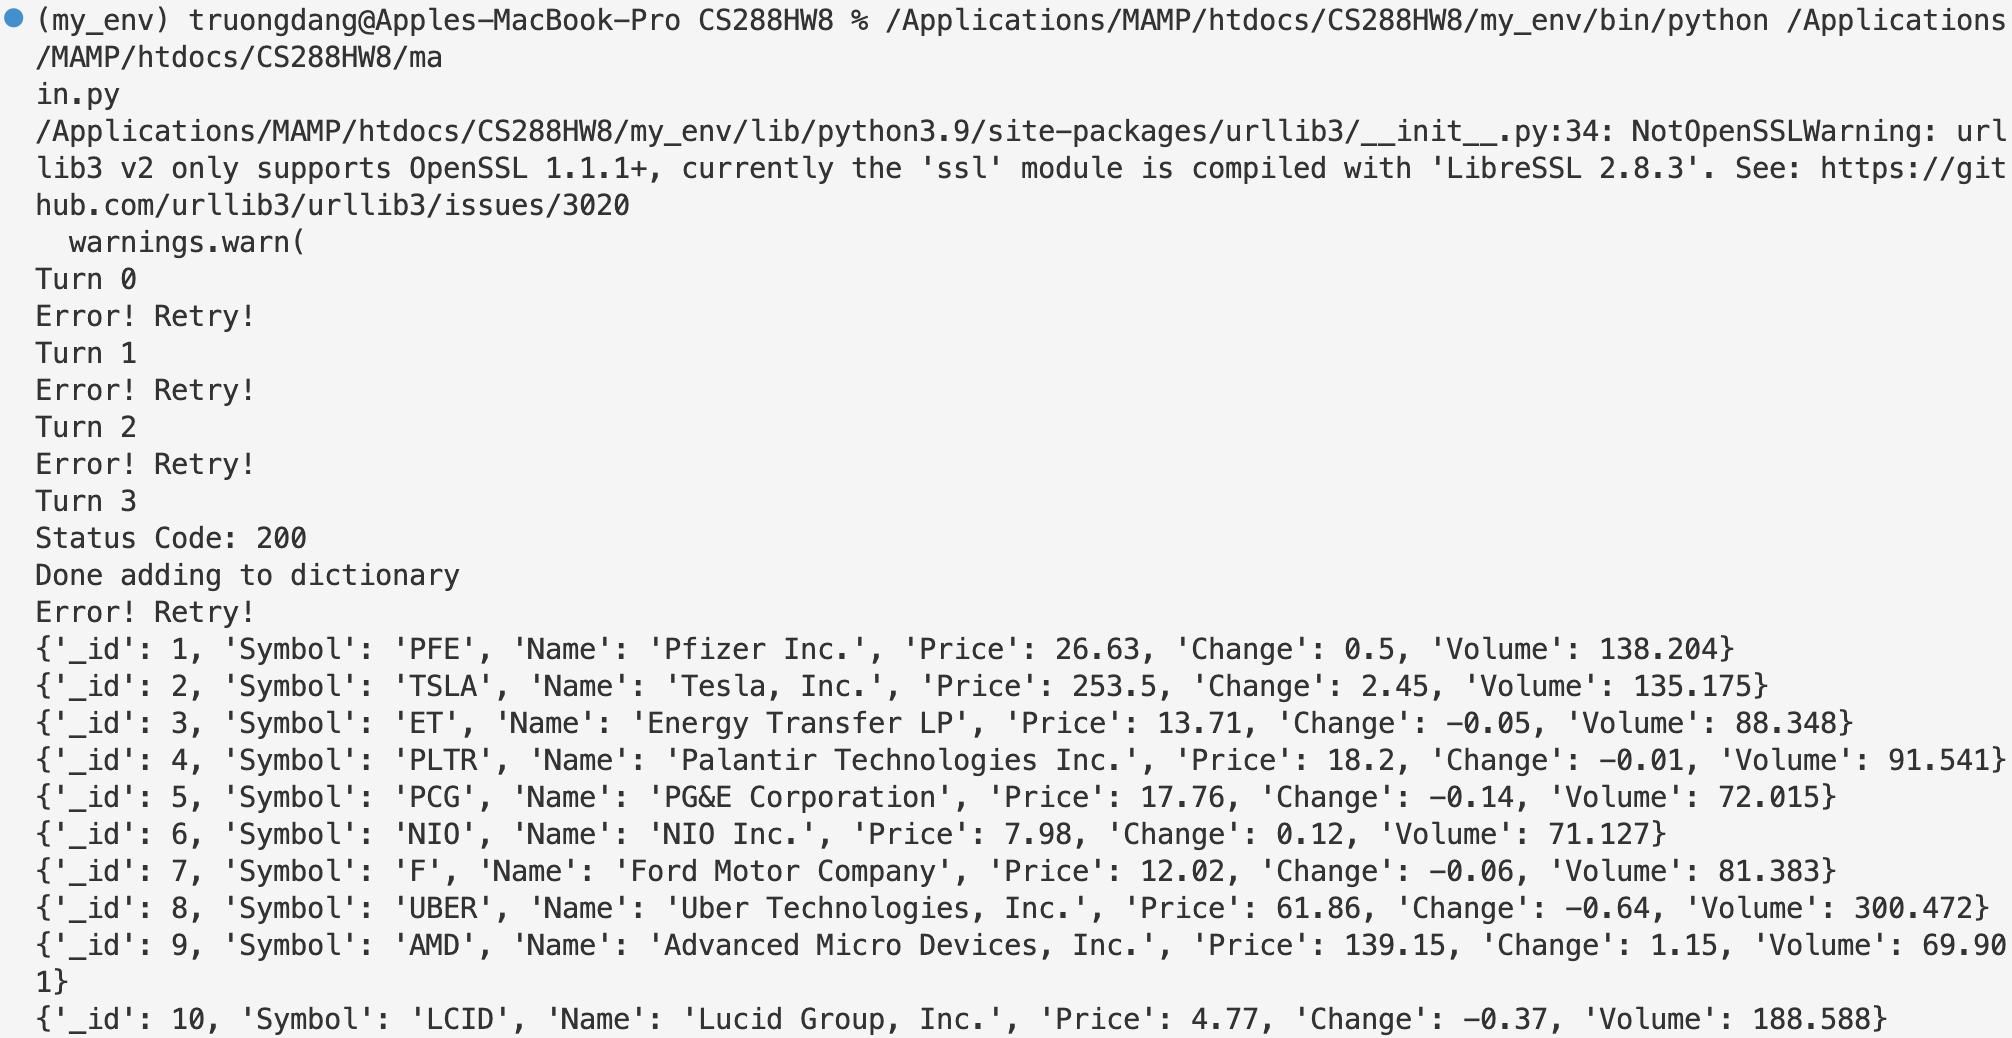 (my_env) truongdang@Apples-MacBook-Pro CS288HW8 % /Applications/MAMP/htdocs/CS288HW8/my_env/bin/python /Applications
/MAMP/htdocs/CS288HW8/ma
in.py
/Applications/MAMP/htdocs/CS288HW8/my_env/lib/python3.9/site-packages/urllib3/__init__.py:34: NotOpenSSLWarning: url
lib3 v2 only supports OpenSSL 1.1.1+, currently the 'ssl' module is compiled with 'LibreSSL 2.8.3'. See: https://git
hub.com/urllib3/urllib3/issues/3020
  warnings.warn(
Turn 0
Error! Retry!
Turn 1
Error! Retry!
Turn 2
Error! Retry!
Turn 3
Status Code: 200
Done adding to dictionary
Error! Retry!
{'_id': 1, 'Symbol': 'PFE', 'Name': 'Pfizer Inc.', 'Price': 26.63, 'Change': 0.5, 'Volume': 138.204}
{'_id': 2, 'Symbol': 'TSLA', 'Name': 'Tesla, Inc.', 'Price': 253.5, 'Change': 2.45, 'Volume': 135.175}
{'_id': 3, 'Symbol': 'ET', 'Name': 'Energy Transfer LP', 'Price': 13.71, 'Change': -0.05, 'Volume': 88.348}
{'_id': 4, 'Symbol': 'PLTR', 'Name': 'Palantir Technologies Inc.', 'Price': 18.2, 'Change': -0.01, 'Volume': 91.541}
{'_id': 5, 'Symbol': 'PCG', 'Name': 'PG&E Corporation', 'Price': 17.76, 'Change': -0.14, 'Volume': 72.015}
{'_id': 6, 'Symbol': 'NIO', 'Name': 'NIO Inc.', 'Price': 7.98, 'Change': 0.12, 'Volume': 71.127}
{'_id': 7, 'Symbol': 'F', 'Name': 'Ford Motor Company', 'Price': 12.02, 'Change': -0.06, 'Volume': 81.383}
{'_id': 8, 'Symbol': 'UBER', 'Name': 'Uber Technologies, Inc.', 'Price': 61.86, 'Change': -0.64, 'Volume': 300.472}
{'_id': 9, 'Symbol': 'AMD', 'Name': 'Advanced Micro Devices, Inc.', 'Price': 139.15, 'Change': 1.15, 'Volume': 69.90
1}
{'_id': 10, 'Symbol': 'LCID', 'Name': 'Lucid Group, Inc.', 'Price': 4.77, 'Change': -0.37, 'Volume': 188.588}